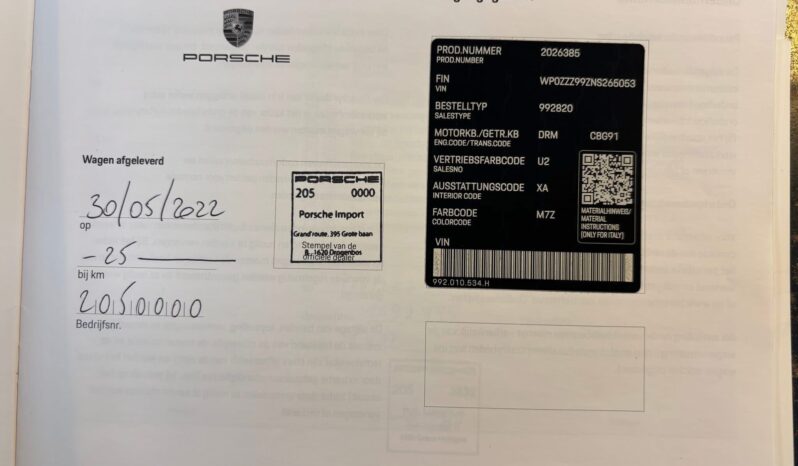 PORSCHE
Wagen afgeleverd
30/05/2022
op
-25-
bij km
2050000
Bedrijfsnr.
PORSCHE
205 0000
Porsche Import
Grand'route, 395 Grote baan
Stempel van de
officiële dealer
B - 1620 Drogenbos
PROD.NUMMER 2026385
PROD.NUMBER
FIN WP0ZZZ99ZNS265053
VIN
BESTELLTYP 992820
SALESTYPE
MOTORKB./GETR.KB DRM C8G91
ENG.CODE/TRANS.CODE
VERTRIEBSFARBCODE U2
SALESNO
AUSSTATTUNGSCODE XA
INTERIOR CODE
FARBCODE M7Z
COLORCODE
MATERIALHINWEIS/
MATERIAL
INSTRUCTIONS
(ONLY FOR ITALY)
VIN
992.010.534.H